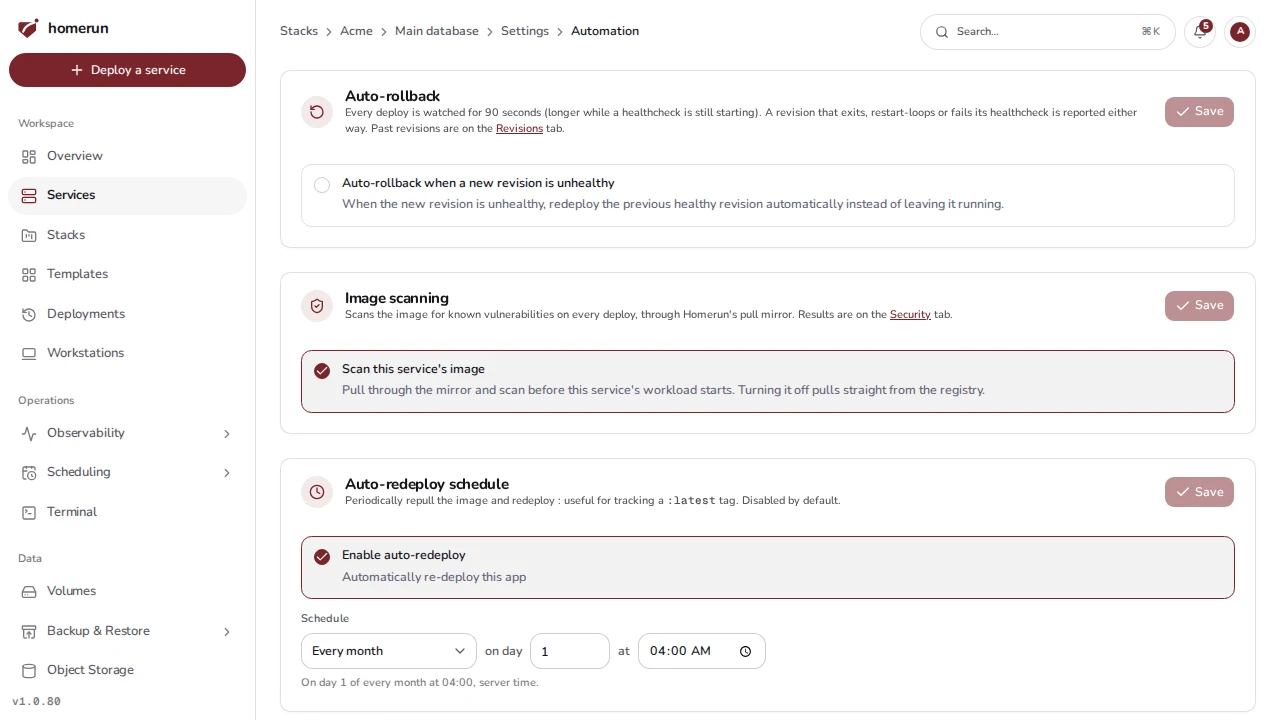 homerun
Deploy a service
Workspace
Overview
Services
Stacks
Templates
Deployments
Workstations
Operations
Observability
Scheduling
Terminal
Data
Volumes
Backup & Restore
Object Storage
v1.0.80
Stacks > Acme > Main database > Settings > Automation
Search... ⌘K
5
A
Auto-rollback
Every deploy is watched for 90 seconds (longer while a healthcheck is still starting). A revision that exits, restart-loops or fails its healthcheck is reported either
way. Past revisions are on the Revisions tab.
Save
Auto-rollback when a new revision is unhealthy
When the new revision is unhealthy, redeploy the previous healthy revision automatically instead of leaving it running.
Image scanning
Scans the image for known vulnerabilities on every deploy, through Homerun's pull mirror. Results are on the Security tab.
Save
Scan this service's image
Pull through the mirror and scan before this service's workload starts. Turning it off pulls straight from the registry.
Auto-redeploy schedule
Periodically repull the image and redeploy : useful for tracking a :latest tag. Disabled by default.
Save
Enable auto-redeploy
Automatically re-deploy this app
Schedule
Every month on day 1 at 04:00 AM
On day 1 of every month at 04:00, server time.